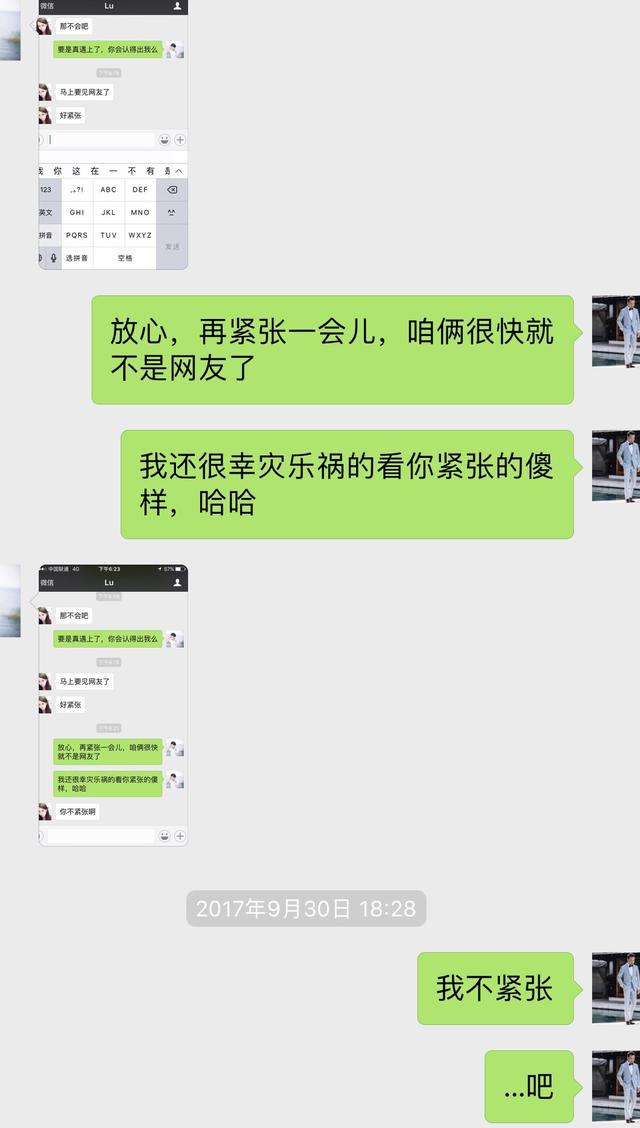 微信 Lu
那不会吧
要是真遇上了，你会认得出我么
马上要见网友了
好紧张
我 你 这 在 一 不 有 是
123 ,。?! ABC DEF
英文 GHI JKL MNO ^^
拼音 PQRS TUV WXYZ
发送
选拼音 空格
放心，再紧张一会儿，咱俩很快就
不是网友了
我还很幸灾乐祸的看你紧张的傻
样，哈哈
中国联通 4G 下午6:23 67%
微信 Lu
那不会吧
要是真遇上了，你会认得出我么
马上要见网友了
好紧张
放心，再紧张一会儿，咱俩很快
就不是网友了
我还很幸灾乐祸的看你紧张的傻
样，哈哈
你不紧张啊
2017年9月30日 18:28
我不紧张
...吧